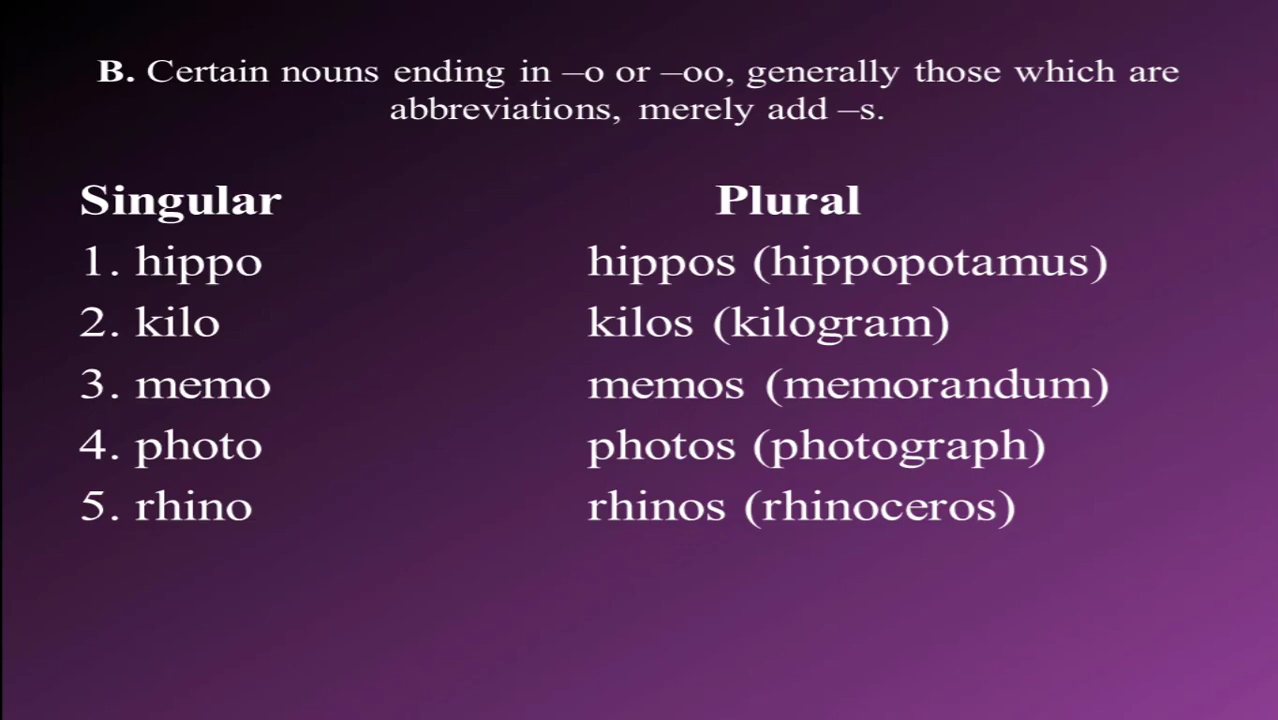 B. Certain nouns ending in –o or –oo, generally those which are
abbreviations, merely add –s.
Singular Plural
1. hippo hippos (hippopotamus)
2. kilo kilos (kilogram)
3. memo memos (memorandum)
4. photo photos (photograph)
5. rhino rhinos (rhinoceros)